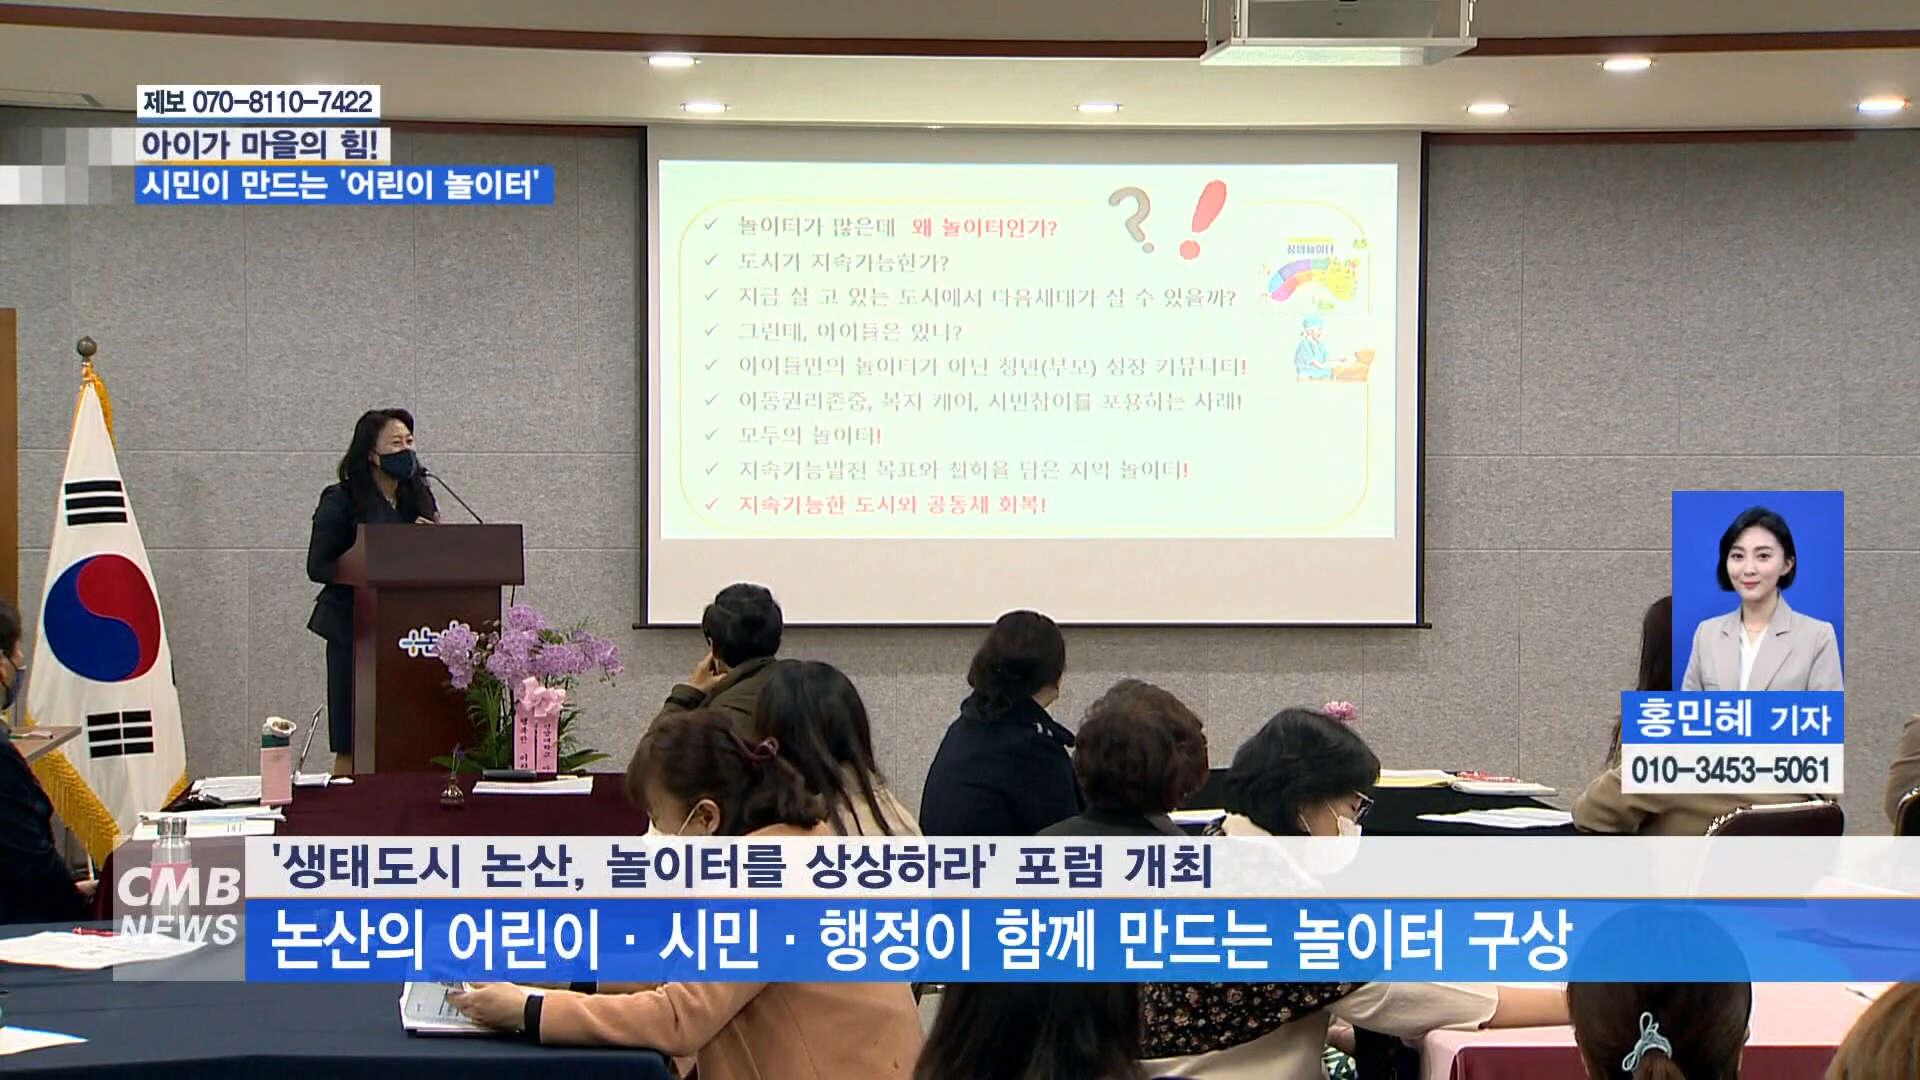 제보 070-8110-7422
아이가 마을의 힘!
시민이 만드는 '어린이 놀이터'
놀이터가 많은데 왜 놀이터인가?
도시가 지속가능한가?
지금 살 고 있는 도시에서 다음세대가 살 수 있을까?
그런데, 아이들은 있나?
아이들만의 놀이터가 아닌 청년(부모) 성장 커뮤니티!
아동권리존중, 복지 케어, 시민참여를 포용하는 사례!
모두의 놀이터!
지속가능발전 목표와 철학을 담은 지역 놀이터!
지속가능한 도시와 공동체 회복!
?!
꿈의놀이터
홍민혜 기자
010-3453-5061
CMB
NEWS
'생태도시 논산, 놀이터를 상상하라' 포럼 개최
논산의 어린이 · 시민 · 행정이 함께 만드는 놀이터 구상